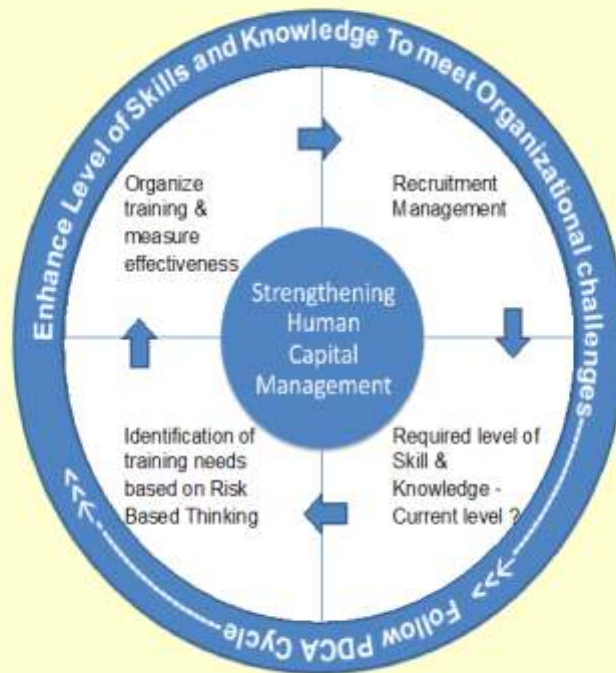 Enhance Level of Skills and Knowledge To meet Organizational challenges
Organize
training &
measure
effectiveness
Recruitment
Management
Strengthening
Human
Capital
Management
Identification of
training needs
based on Risk
Based Thinking
Required level of
Skill &
Knowledge -
Current level ?
>>> Follow PDCA Cycle >>>